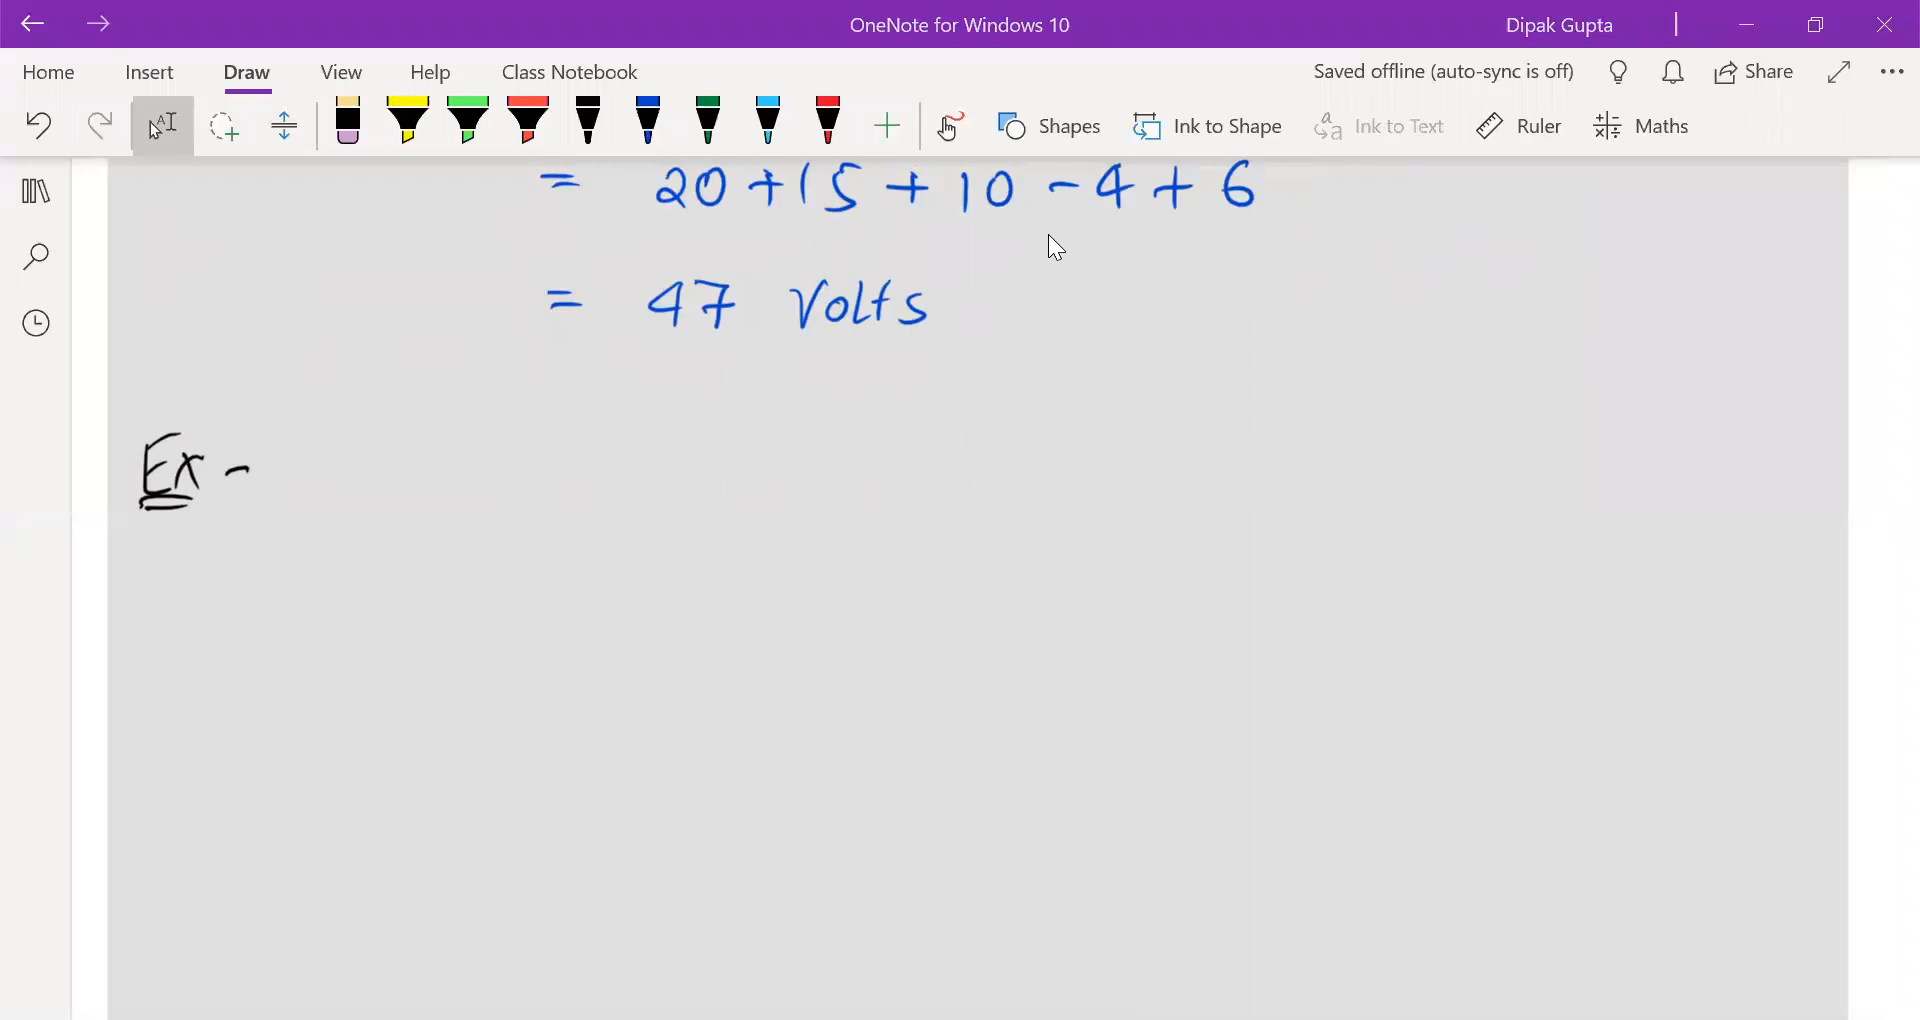 OneNote for Windows 10
Dipak Gupta
Home Insert Draw View Help Class Notebook
Saved offline (auto-sync is off) Share
Shapes Ink to Shape Ink to Text Ruler Maths
= 20 + 15 + 10 - 4 + 6
= 47 Volts
Ex -